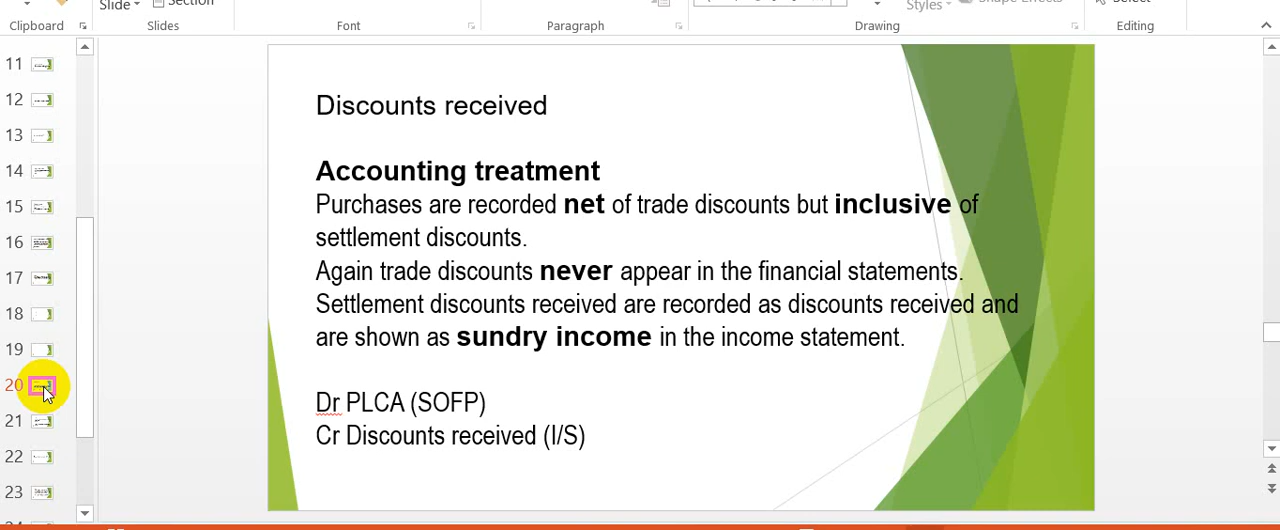 Slide
Section
Styles
Shape Effects
Select
Clipboard
Slides
Font
Paragraph
Drawing
Editing
11
12
13
14
15
16
17
18
19
20
21
22
23
Discounts received
Accounting treatment
Purchases are recorded net of trade discounts but inclusive of
settlement discounts.
Again trade discounts never appear in the financial statements.
Settlement discounts received are recorded as discounts received and
are shown as sundry income in the income statement.
Dr PLCA (SOFP)
Cr Discounts received (I/S)